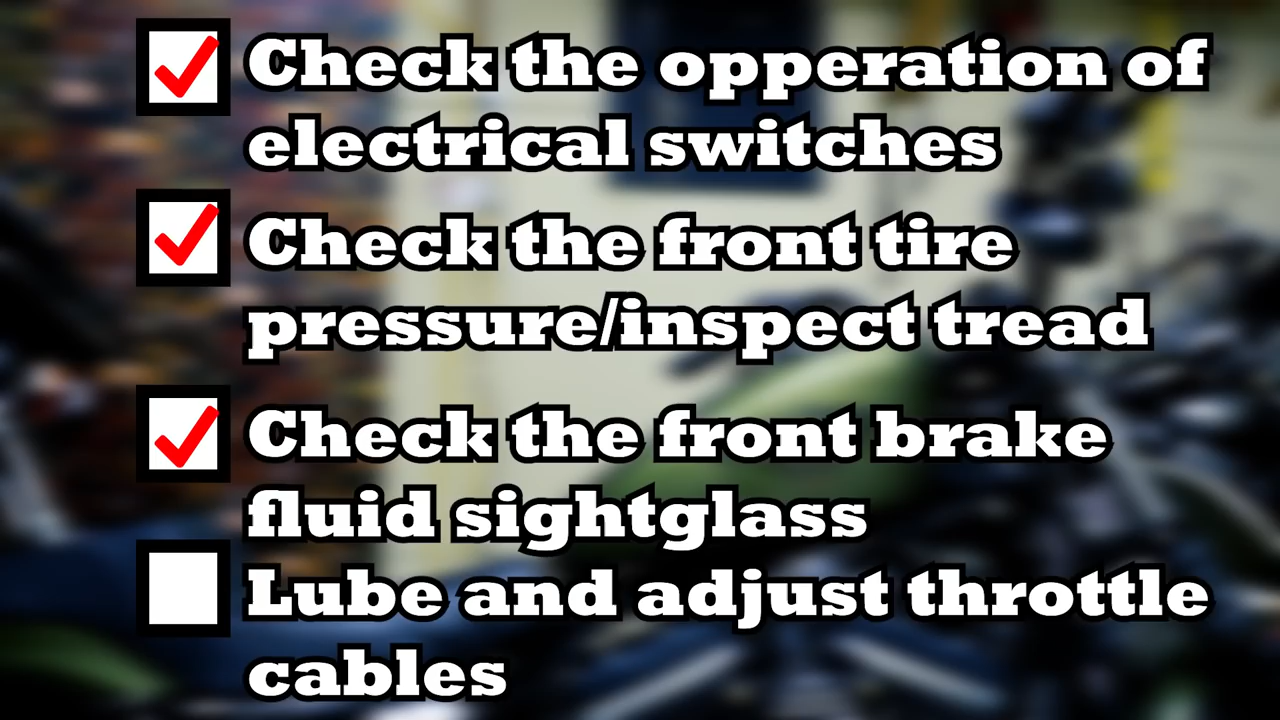 Check the opperation of
electrical switches
Check the front tire
pressure/inspect tread
Check the front brake
fluid sightglass
Lube and adjust throttle
cables